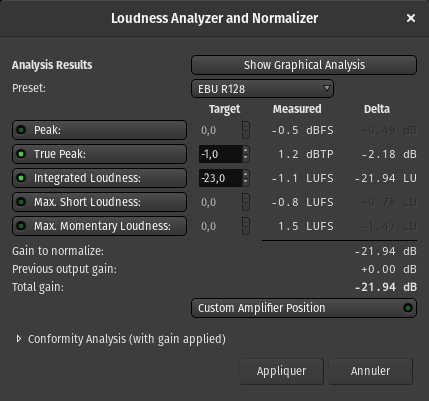 Loudness Analyzer and Normalizer ×
Analysis Results Show Graphical Analysis
Preset: EBU R128
Target Measured Delta
Peak: 0,0 -0.5 dBFS +0.49 dB
True Peak: -1,0 1.2 dBTP -2.18 dB
Integrated Loudness: -23,0 -1.1 LUFS -21.94 LU
Max. Short Loudness: 0,0 -0.8 LUFS +0.76 LU
Max. Momentary Loudness: 0,0 1.5 LUFS -1.47 LU
Gain to normalize: -21.94 dB
Previous output gain: +0.00 dB
Total gain: -21.94 dB
Custom Amplifier Position
Conformity Analysis (with gain applied)
Appliquer Annuler